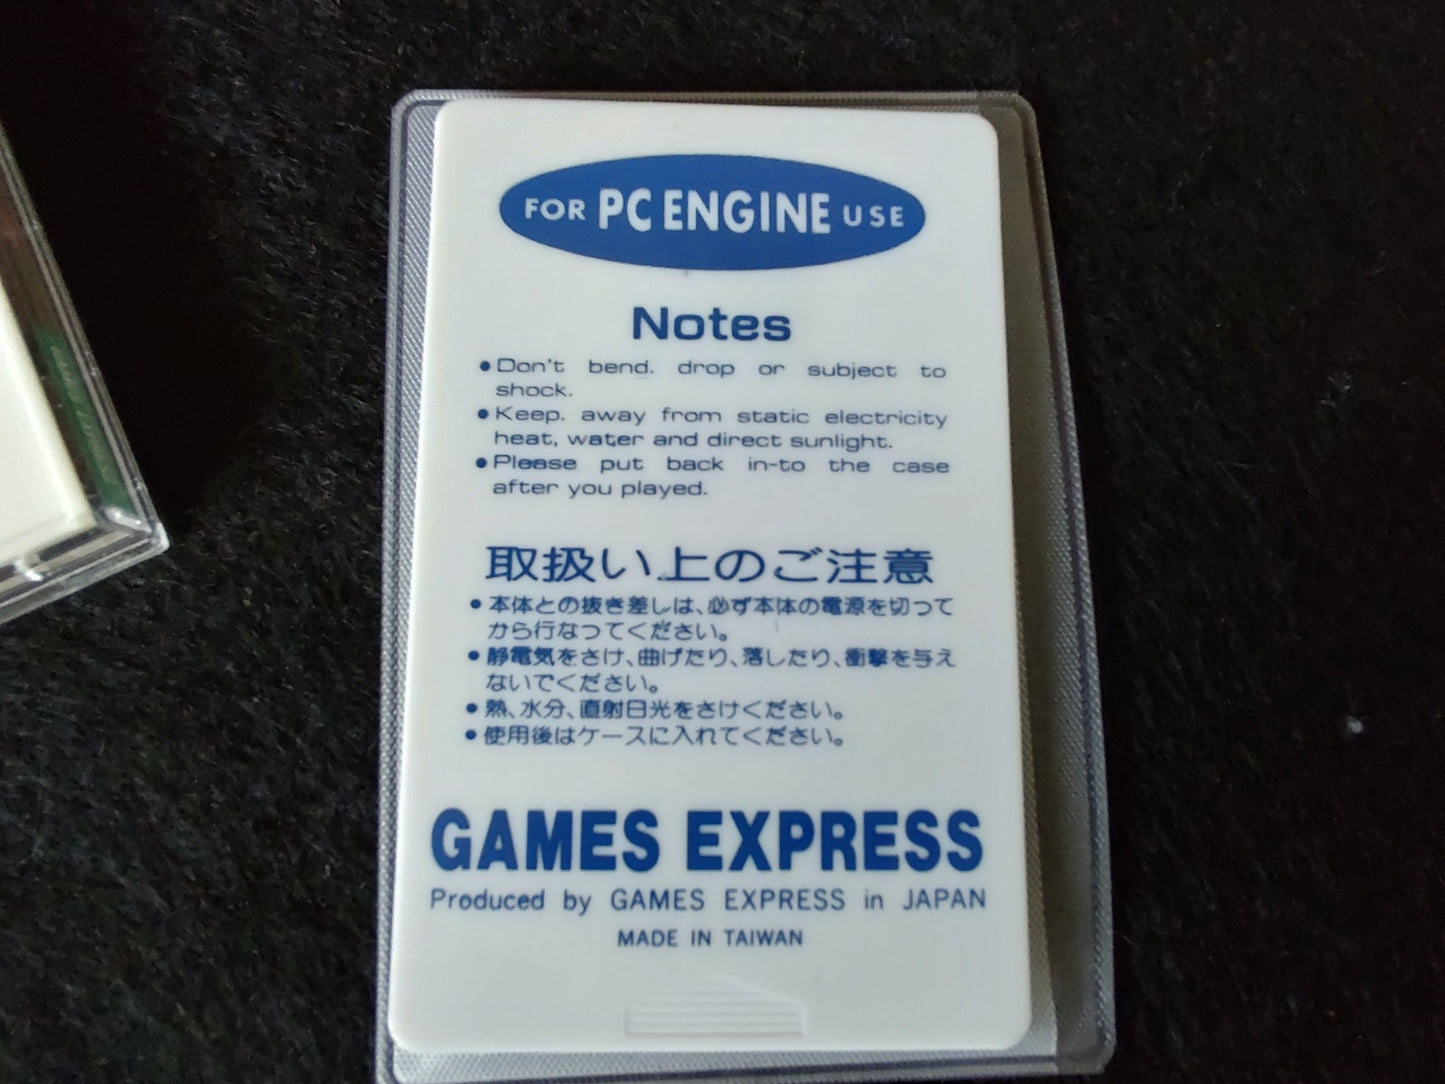 FOR PC ENGINE USE
Notes
●Don't bend. drop or subject to
shock.
●Keep. away from static electricity
heat, water and direct sunlight.
●Please put back in-to the case
after you played.
取扱い上のご注意
●本体との抜き差しは、必ず本体の電源を切って
から行なってください。
●静電気をさけ、曲げたり、落したり、衝撃を与え
ないでください。
●熱、水分、直射日光をさけください。
●使用後はケースに入れてください。
GAMES EXPRESS
Produced by GAMES EXPRESS in JAPAN
MADE IN TAIWAN